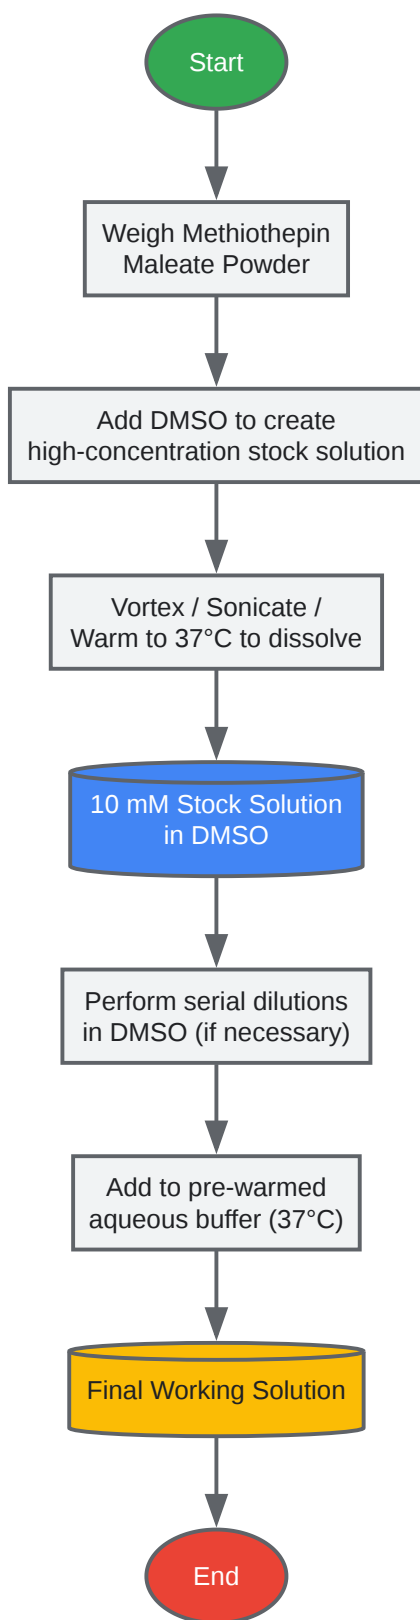 Start
Weigh Methiothepin
Maleate Powder
Add DMSO to create
high-concentration stock solution
Vortex / Sonicate /
Warm to 37°C to dissolve
10 mM Stock Solution
in DMSO
Perform serial dilutions
in DMSO (if necessary)
Add to pre-warmed
aqueous buffer (37°C)
Final Working Solution
End